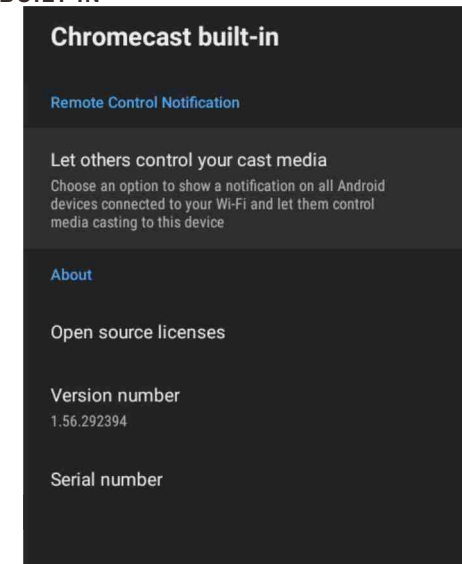 Chromecast built-in
Remote Control Notification
Let others control your cast media
Choose an option to show a notification on all Android
devices connected to your Wi-Fi and let them control
media casting to this device
About
Open source licenses
Version number
1.56.292394
Serial number